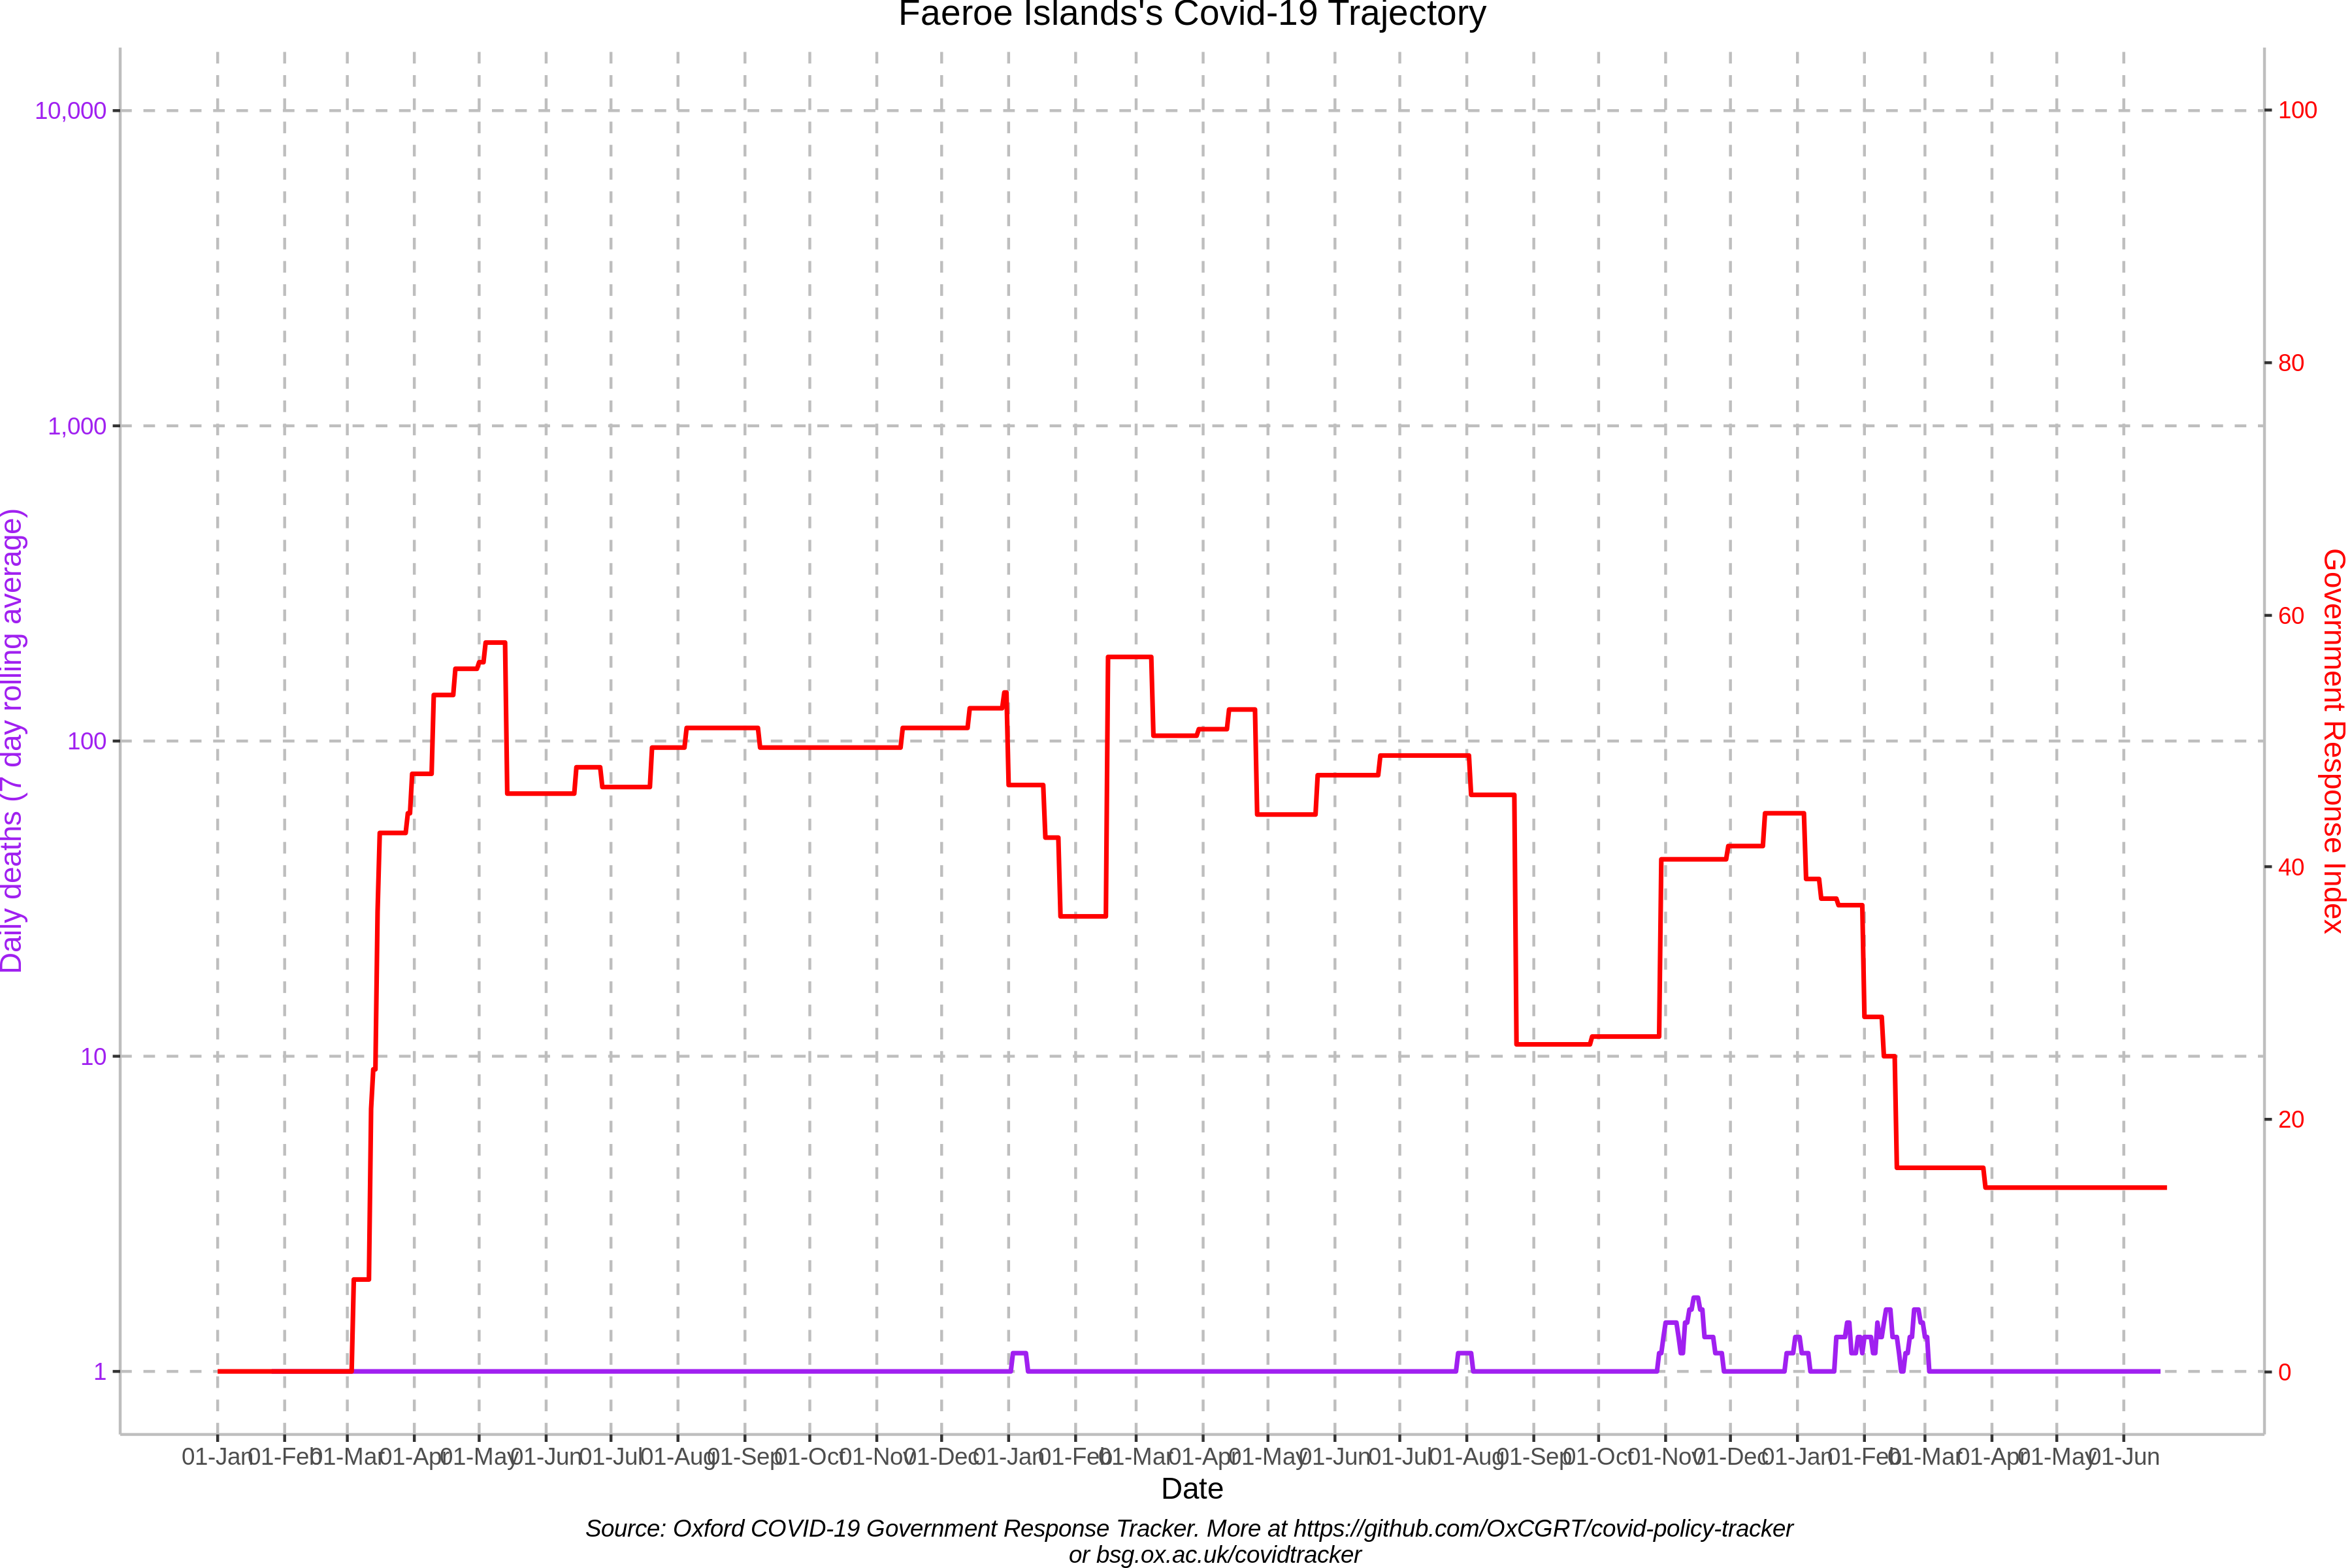 Faeroe Islands's Covid-19 Trajectory
10,000
1,000
100
10
1
Daily deaths (7 day rolling average)
100
80
60
40
20
0
Government Response Index
01-Jan 01-Feb 01-Mar 01-Apr 01-May 01-Jun 01-Jul 01-Aug 01-Sep 01-Oct 01-Nov 01-Dec 01-Jan 01-Feb 01-Mar 01-Apr 01-May 01-Jun 01-Jul 01-Aug 01-Sep 01-Oct 01-Nov 01-Dec 01-Jan 01-Feb 01-Mar 01-Apr 01-May 01-Jun
Date
Source: Oxford COVID-19 Government Response Tracker. More at https://github.com/OxCGRT/covid-policy-tracker
or bsg.ox.ac.uk/covidtracker